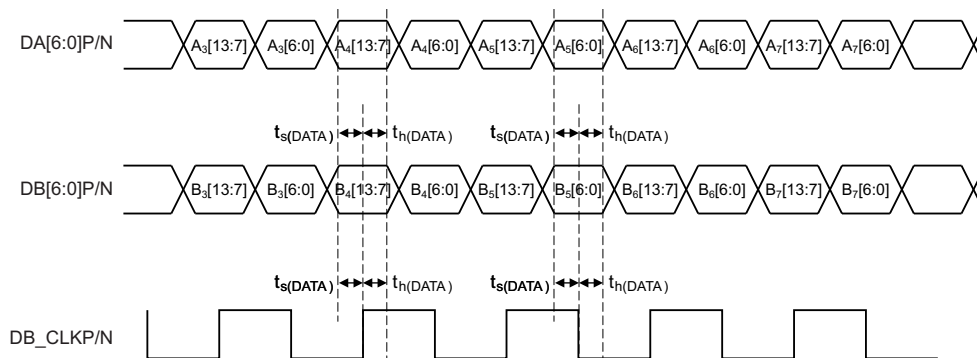 DA[6:0]P/N A₃[13:7] A₃[6:0] A₄[13:7] A₄[6:0] A₅[13:7] A₅[6:0] A₆[13:7] A₆[6:0] A₇[13:7] A₇[6:0]
ts(DATA) th(DATA) ts(DATA) th(DATA)
DB[6:0]P/N B₃[13:7] B₃[6:0] B₄[13:7] B₄[6:0] B₅[13:7] B₅[6:0] B₆[13:7] B₆[6:0] B₇[13:7] B₇[6:0]
ts(DATA) th(DATA) ts(DATA) th(DATA)
DB_CLKP/N